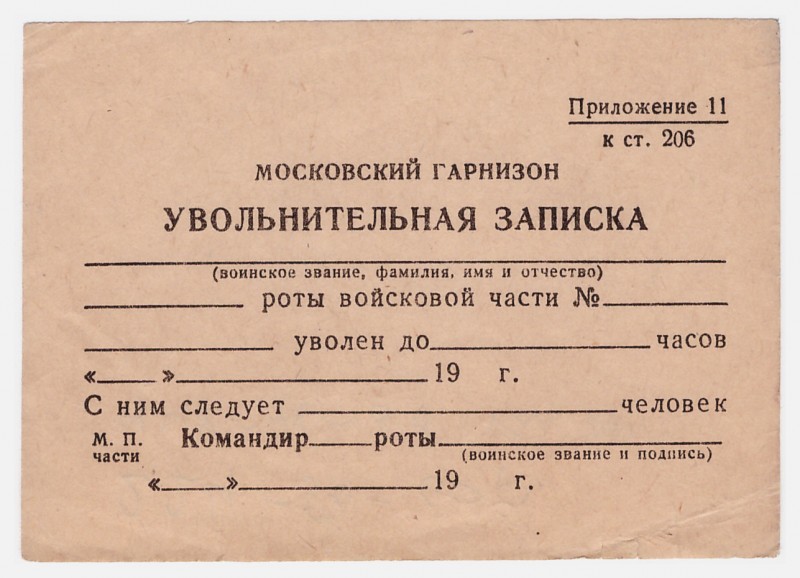 Приложение 11
к ст. 206
МОСКОВСКИЙ ГАРНИЗОН
УВОЛЬНИТЕЛЬНАЯ ЗАПИСКА
(воинское звание, фамилия, имя и отчество)
роты войсковой части №
уволен до часов
« » 19 г.
С ним следует человек
М. П. Командир роты
части (воинское звание и подпись)
« » 19 г.